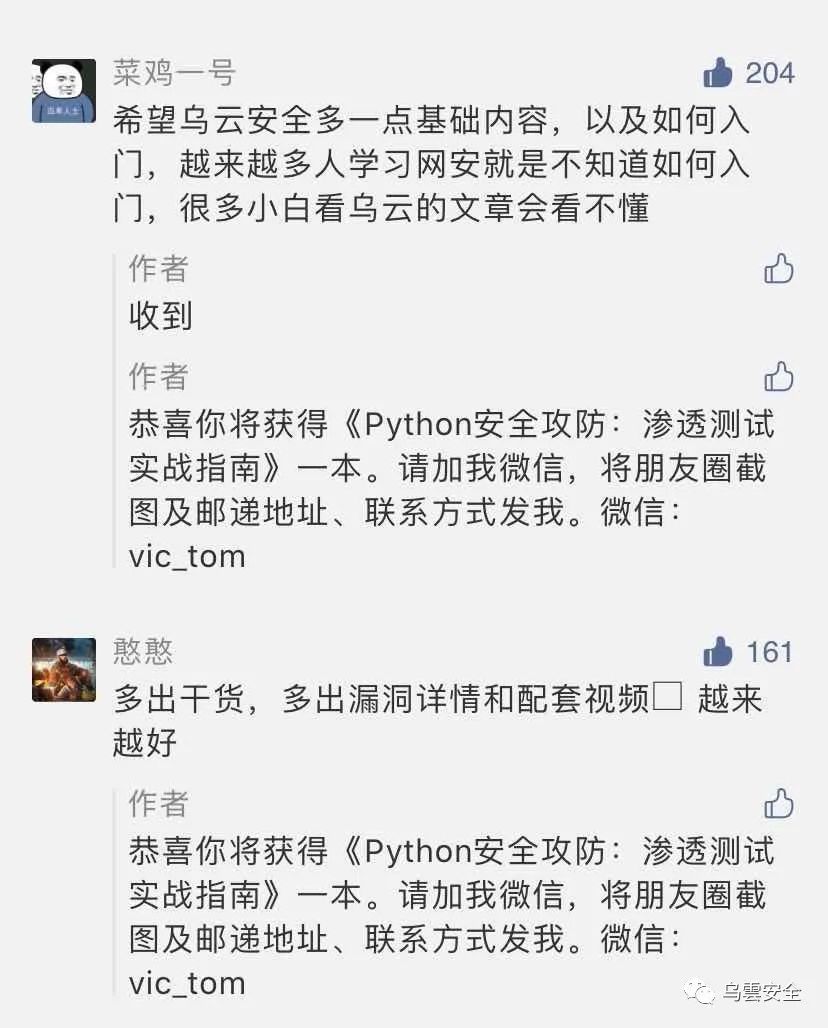 菜鸡一号 204
希望乌云安全多一点基础内容，以及如何入
门，越来越多人学习网安就是不知道如何入
门，很多小白看乌云的文章会看不懂
作者
收到
作者
恭喜你将获得《Python安全攻防：渗透测试
实战指南》一本。请加我微信，将朋友圈截
图及邮递地址、联系方式发我。微信：
vic_tom
憨憨 161
多出干货，多出漏洞详情和配套视频□ 越来
越好
作者
恭喜你将获得《Python安全攻防：渗透测试
实战指南》一本。请加我微信，将朋友圈截
图及邮递地址、联系方式发我。微信：
vic_tom
乌雲安全